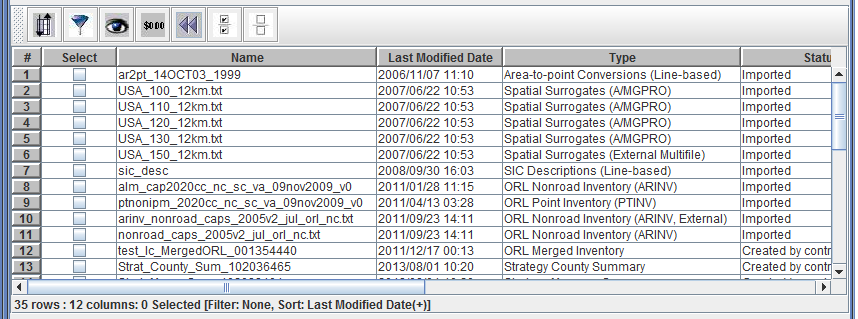 $0.00
# Select Name Last Modified Date Type Statu
1 ar2pt_14OCT03_1999 2006/11/07 11:10 Area-to-point Conversions (Line-based) Imported
2 USA_100_12km.txt 2007/06/22 10:53 Spatial Surrogates (A/MGPRO) Imported
3 USA_110_12km.txt 2007/06/22 10:53 Spatial Surrogates (A/MGPRO) Imported
4 USA_120_12km.txt 2007/06/22 10:53 Spatial Surrogates (A/MGPRO) Imported
5 USA_130_12km.txt 2007/06/22 10:53 Spatial Surrogates (A/MGPRO) Imported
6 USA_150_12km.txt 2007/06/22 10:53 Spatial Surrogates (External Multifile) Imported
7 sic_desc 2008/09/30 16:03 SIC Descriptions (Line-based) Imported
8 alm_cap2020cc_nc_sc_va_09nov2009_v0 2011/01/28 11:15 ORL Nonroad Inventory (ARINV) Imported
9 ptnonipm_2020cc_nc_sc_va_09nov2009_v0 2011/04/13 03:28 ORL Point Inventory (PTINV) Imported
10 arinv_nonroad_caps_2005v2_jul_orl_nc.txt 2011/09/23 14:11 ORL Nonroad Inventory (ARINV, External) Imported
11 nonroad_caps_2005v2_jul_orl_nc.txt 2011/09/23 14:11 ORL Nonroad Inventory (ARINV) Imported
12 test_lc_MergedORL_001354440 2011/12/17 00:13 ORL Merged Inventory Created by contr
13 Strat_County_Sum_102036465 2013/08/01 10:20 Strategy County Summary Created by contr
35 rows : 12 columns: 0 Selected [Filter: None, Sort: Last Modified Date(+)]